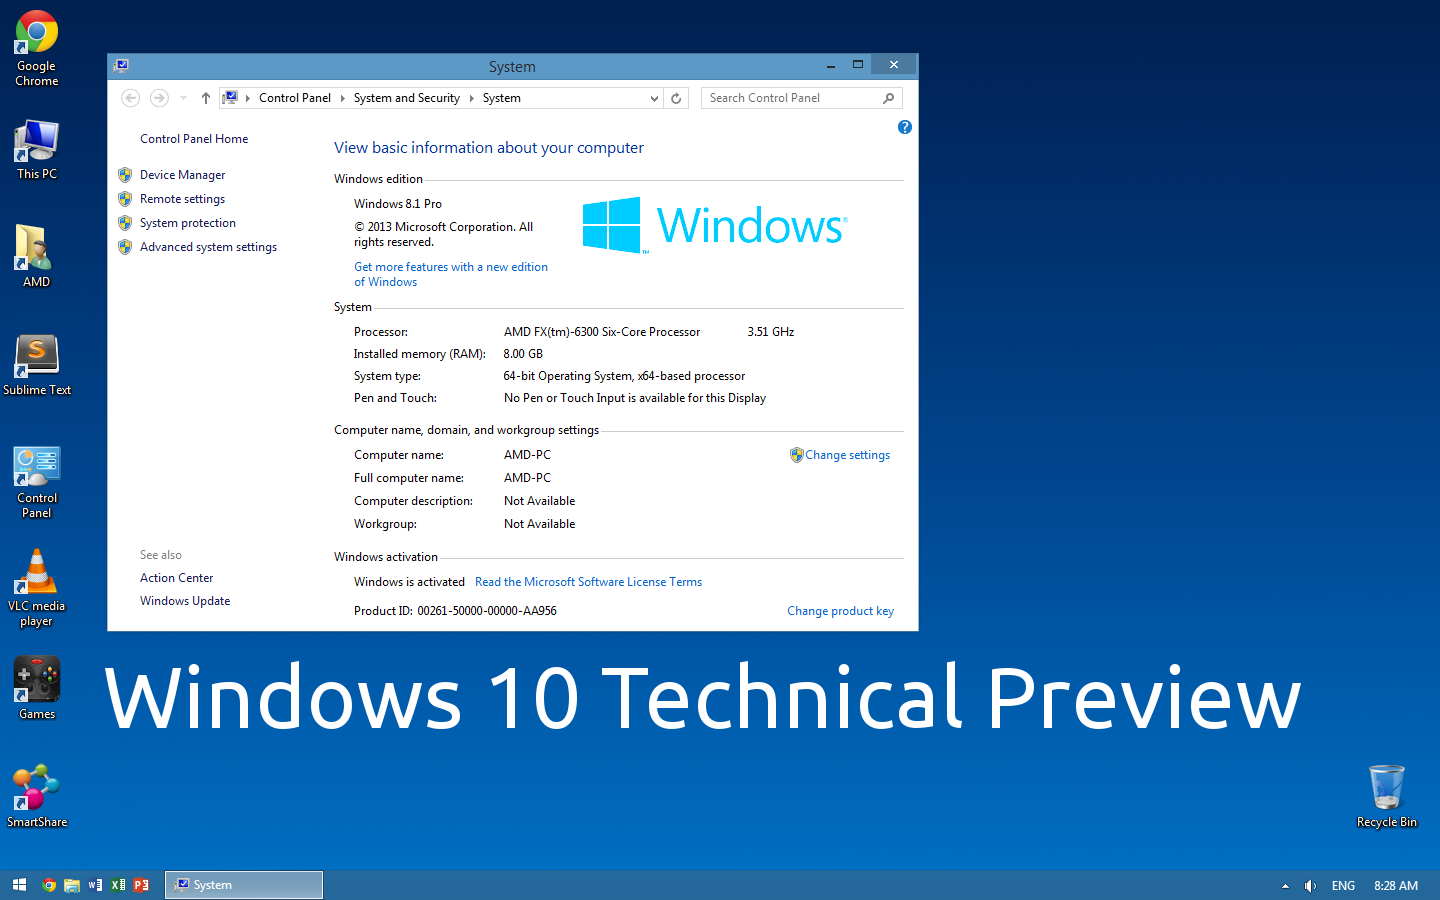 Google
Chrome
This PC
AMD
Sublime Text
Control
Panel
VLC media
player
Games
SmartShare
System
Control Panel System and Security System
Search Control Panel
Control Panel Home
Device Manager
Remote settings
System protection
Advanced system settings
See also
Action Center
Windows Update
View basic information about your computer
Windows edition
Windows 8.1 Pro
© 2013 Microsoft Corporation. All
rights reserved.
Get more features with a new edition
of Windows
Windows®
™
System
Processor: AMD FX(tm)-6300 Six-Core Processor 3.51 GHz
Installed memory (RAM): 8.00 GB
System type: 64-bit Operating System, x64-based processor
Pen and Touch: No Pen or Touch Input is available for this Display
Computer name, domain, and workgroup settings
Computer name: AMD-PC Change settings
Full computer name: AMD-PC
Computer description: Not Available
Workgroup: Not Available
Windows activation
Windows is activated Read the Microsoft Software License Terms
Product ID: 00261-50000-00000-AA956 Change product key
Windows 10 Technical Preview
Recycle Bin
System
ENG 8:28 AM